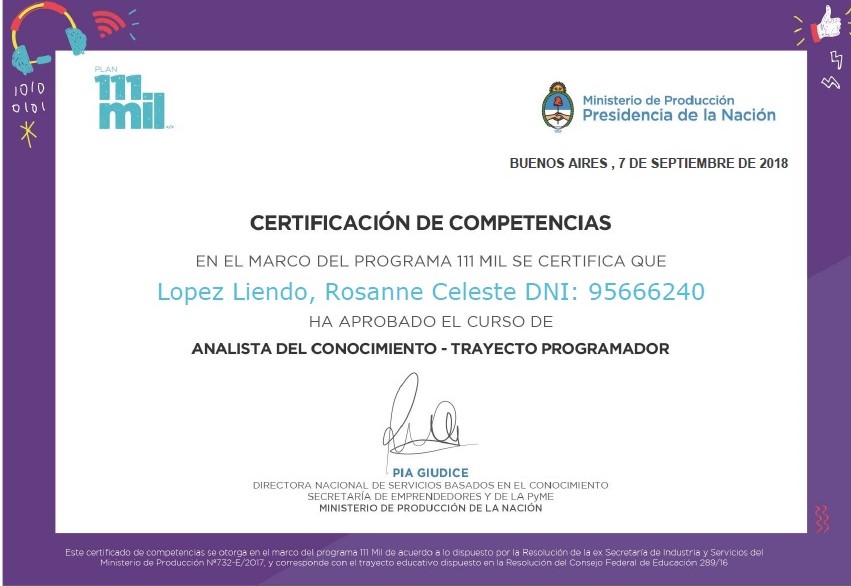 PLAN
111
mil
1010
0101
Ministerio de Producción
Presidencia de la Nación
BUENOS AIRES , 7 DE SEPTIEMBRE DE 2018
CERTIFICACIÓN DE COMPETENCIAS
EN EL MARCO DEL PROGRAMA 111 MIL SE CERTIFICA QUE
Lopez Liendo, Rosanne Celeste DNI: 95666240
HA APROBADO EL CURSO DE
ANALISTA DEL CONOCIMIENTO - TRAYECTO PROGRAMADOR
PIA GIUDICE
DIRECTORA NACIONAL DE SERVICIOS BASADOS EN EL CONOCIMIENTO
SECRETARÍA DE EMPRENDEDORES Y DE LA PyME
MINISTERIO DE PRODUCCIÓN DE LA NACIÓN
Este certificado de competencias se otorga en el marco del programa 111 Mil de acuerdo a lo dispuesto por la Resolución de la ex Secretaría de Industria y Servicios del
Ministerio de Producción Nº732-E/2017, y corresponde con el trayecto educativo dispuesto en la Resolución del Consejo Federal de Educación 289/16